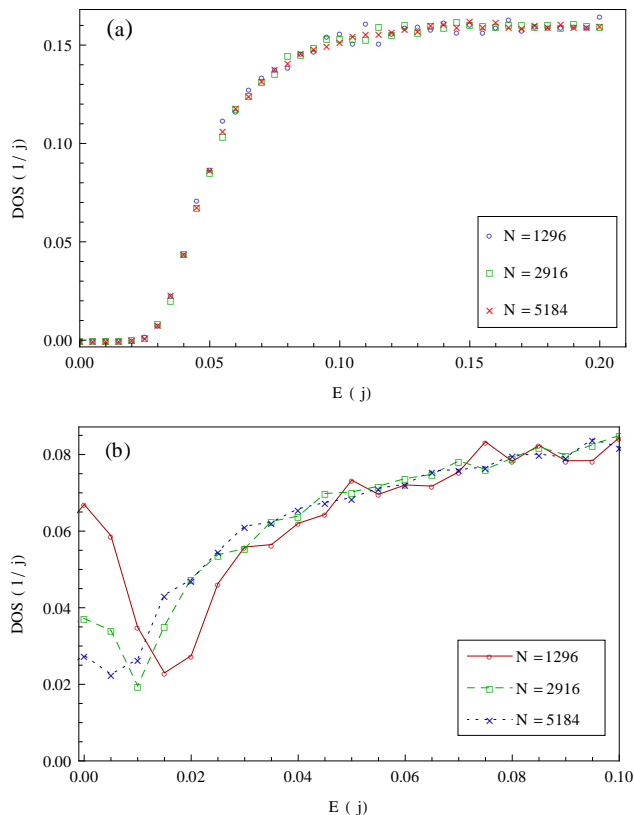 (a)
DOS (1/ j)
0.15
0.10
0.05
0.00
N = 1296
N = 2916
N = 5184
0.00 0.05 0.10 0.15 0.20
E ( j)
(b)
DOS (1/ j)
0.08
0.06
0.04
0.02
0.00
N = 1296
N = 2916
N = 5184
0.00 0.02 0.04 0.06 0.08 0.10
E ( j)